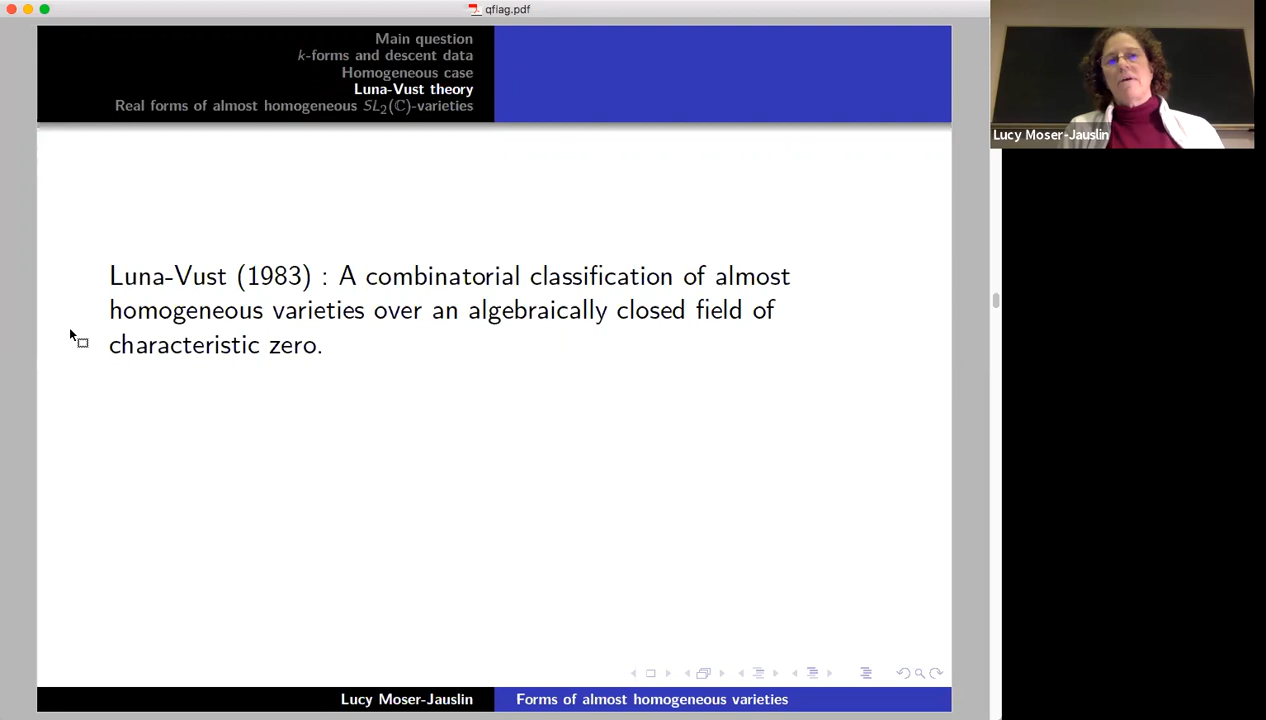 qflag.pdf
Main question
k-forms and descent data
Homogeneous case
Luna-Vust theory
Real forms of almost homogeneous SL₂(ℂ)-varieties
Lucy Moser-Jauslin
Luna-Vust (1983) : A combinatorial classification of almost
homogeneous varieties over an algebraically closed field of
characteristic zero.
Lucy Moser-Jauslin
Forms of almost homogeneous varieties